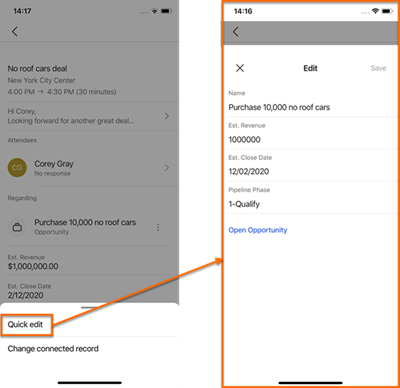 14:17
No roof cars deal
New York City Center
4:00 PM → 4:30 PM (30 minutes)
Hi Corey,
Looking forward for another great deal...
Attendees
CG
Corey Gray
No response
Regarding
Purchase 10,000 no roof cars
Opportunity
Est. Revenue
$1,000,000.00
Est. Close Date
2/12/2020
Quick edit
Change connected record
14:16
Edit
Save
Name
Purchase 10,000 no roof cars
Est. Revenue
1000000
Est. Close Date
12/02/2020
Pipeline Phase
1-Qualify
Open Opportunity